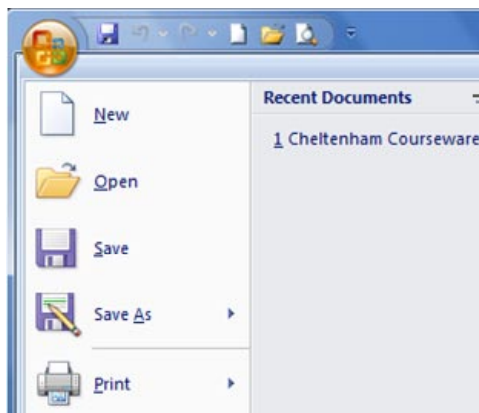 New
Open
Save
Save As
Print
Recent Documents
1 Cheltenham Courseware